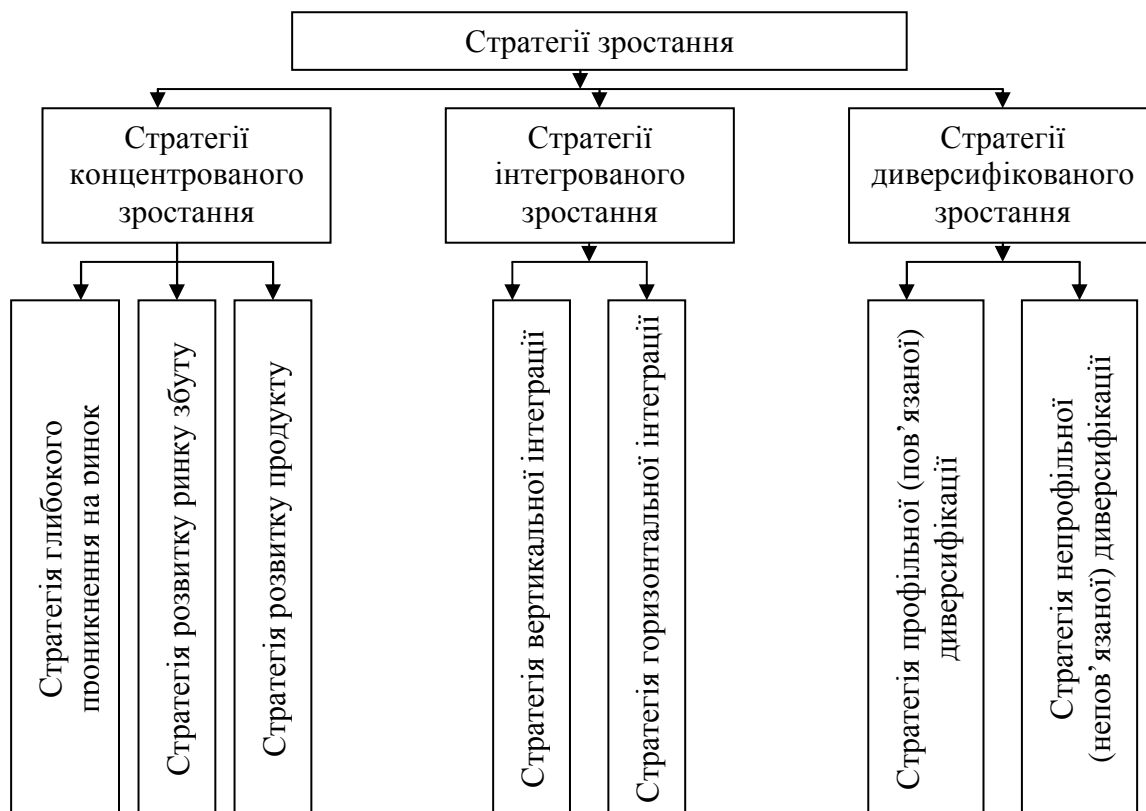 Стратегії зростання
Стратегії
концентрованого
зростання
Стратегії
інтегрованого
зростання
Стратегії
диверсифікованого
зростання
Стратегія глибокого
проникнення на ринок
Стратегія розвитку ринку збуту
Стратегія розвитку продукту
Стратегія вертикальної інтеграції
Стратегія горизонтальної інтеграції
Стратегія профільної (пов’язаної)
диверсифікації
Стратегія непрофільної
(непов’язаної) диверсифікації